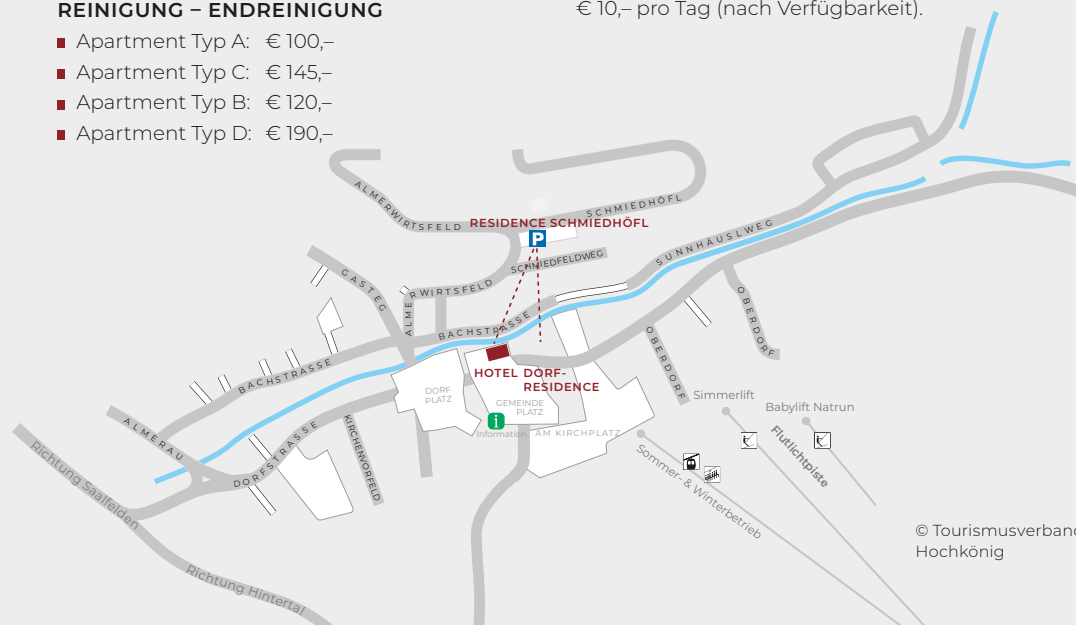 REINIGUNG – ENDREINIGUNG
Apartment Typ A: € 100,–
Apartment Typ C: € 145,–
Apartment Typ B: € 120,–
Apartment Typ D: € 190,–
€ 10,– pro Tag (nach Verfügbarkeit).
ALMERWIRTSFELD
SCHMIEDHÖFL
RESIDENCE SCHMIEDHÖFL
P
SCHMIEDFELDWEG
SUNNHÄUSLWEG
GASTEG
ALMERWIRTSFELD
BACHSTRASSE
BACHSTRASSE
OBERDORF
OBERDORF
HOTEL DORF-
RESIDENCE
DORF
PLATZ
GEMEINDE
PLATZ
i
Information
AM KIRCHPLATZ
Simmerlift
Babylift Natrun
Flutlichtpiste
Sommer- & Winterbetrieb
ALMERAU
DORFSTRASSE
KIRCHENVORFELD
Richtung Saalfelden
Richtung Hintertal
© Tourismusverband
Hochkönig